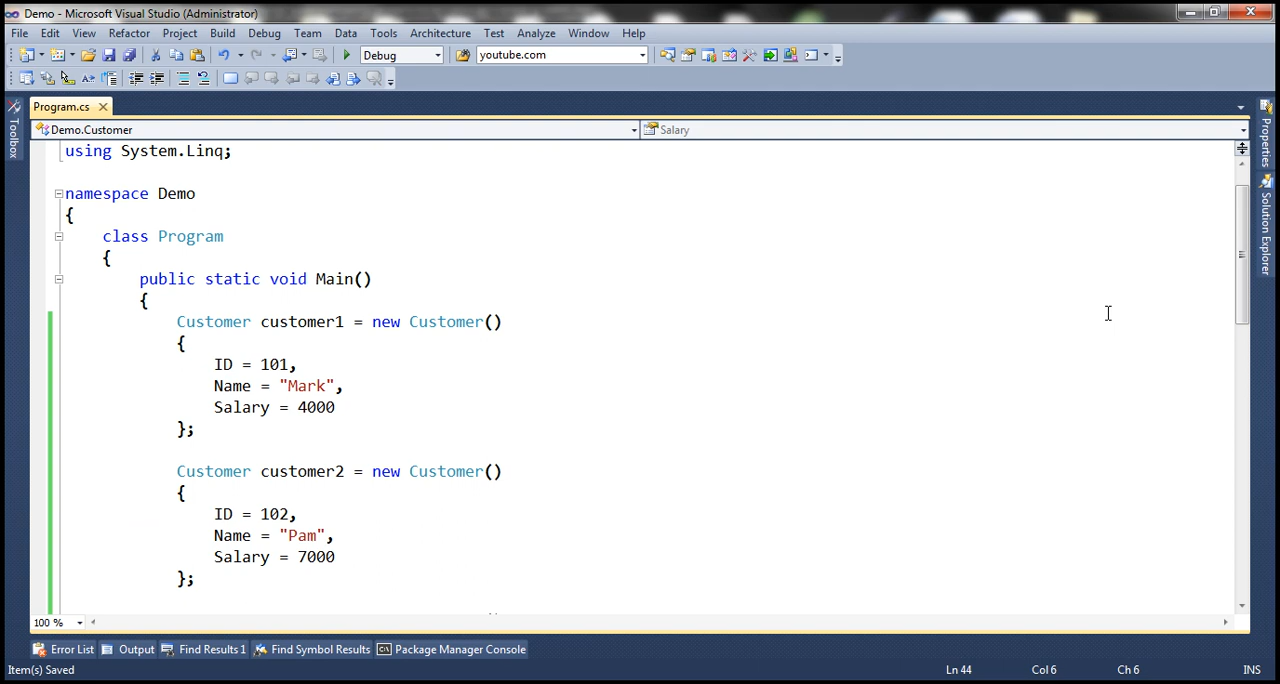 Demo - Microsoft Visual Studio (Administrator)
File Edit View Refactor Project Build Debug Team Data Tools Architecture Test Analyze Window Help
Debug youtube.com
Program.cs
Demo.Customer Salary
Toolbox
Properties
Solution Explorer
using System.Linq;
namespace Demo
{
class Program
{
public static void Main()
{
Customer customer1 = new Customer()
{
ID = 101,
Name = "Mark",
Salary = 4000
};
Customer customer2 = new Customer()
{
ID = 102,
Name = "Pam",
Salary = 7000
};
100 %
Error List Output Find Results 1 Find Symbol Results Package Manager Console
Item(s) Saved Ln 44 Col 6 Ch 6 INS